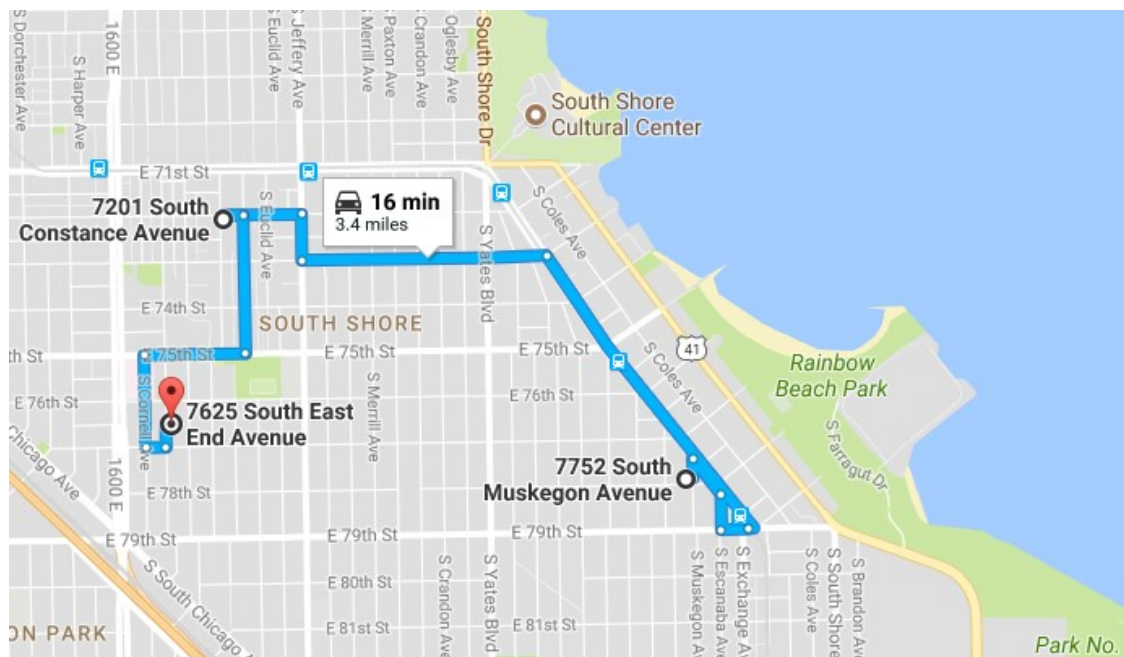 S Dorchester Ave
S Harper Ave
1600 E
S Euclid Ave
S Jeffery Ave
S Merrill Ave
S Paxton Ave
S Crandon Ave
Oglesby Ave
South Shore Dr
South Shore
Cultural Center
E 71st St
7201 South
Constance Avenue
S Euclid Ave
16 min
3.4 miles
S Yates Blvd
S Coles Ave
E 74th St
SOUTH SHORE
th St
E 75th St
E 75th St
E 75th St
S Coles Ave
41
Rainbow
Beach Park
E 76th St
S Cornell Ave
7625 South East
End Avenue
S Merrill Ave
E 76th St
S Farragut Dr
Chicago Ave
1600 E
7752 South
Muskegon Avenue
E 78th St
E 79th St
E 79th St
E 79th St
S South Chicago Av
S Crandon Ave
S Yates Blvd
S Muskegon A
S Escanaba Ave
S Exchange Av
S Coles Ave
S South Shore
S Brandon Ave
E 80th St
E 81st St
E 81st St
ON PARK
Park No.